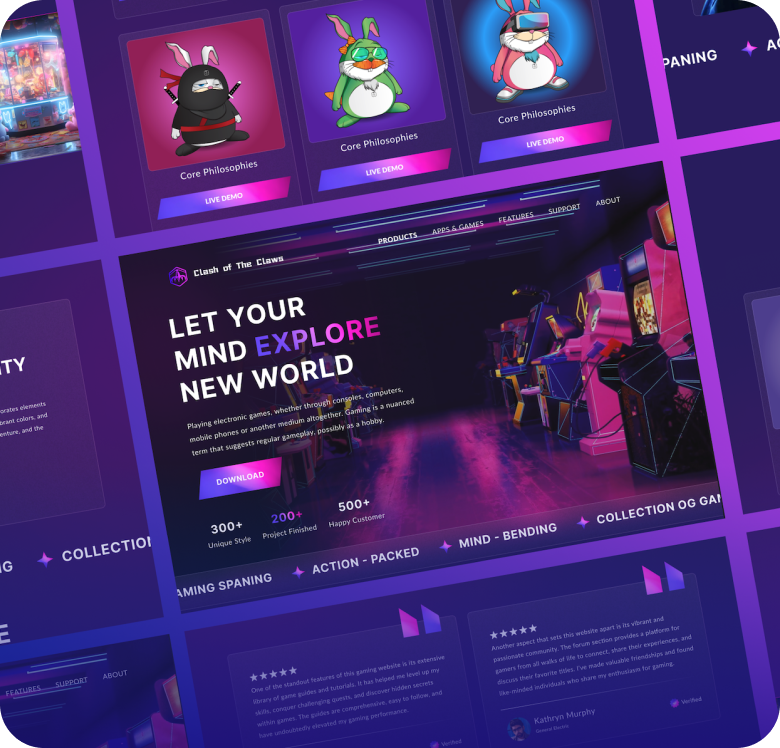 PANING
Core Philosophies
LIVE DEMO
Core Philosophies
LIVE DEMO
Core Philosophies
LIVE DEMO
Clash of The Claws
PRODUCTS
APPS & GAMES
FEATURES
SUPPORT
ABOUT
LET YOUR
MIND EXPLORE
NEW WORLD
Playing electronic games, whether through consoles, computers,
mobile phones or another medium altogether. Gaming is a nuanced
term that suggests regular gameplay, possibly as a hobby.
DOWNLOAD
300+
Unique Style
200+
Project Finished
500+
Happy Customer
AMING SPANING
ACTION - PACKED
MIND - BENDING
COLLECTION OG GAM
ITY
orates elements
brant colors, and
enture, and the
NG
COLLECTION
E
FEATURES
SUPPORT
ABOUT
One of the standout features of this gaming website is its extensive
library of game guides and tutorials. It has helped me level up my
skills, conquer challenging quests, and discover hidden secrets
within games. The guides are comprehensive, easy to follow, and
have undoubtedly elevated my gaming performance.
Verified
Another aspect that sets this website apart is its vibrant and
passionate community. The forum section provides a platform for
gamers from all walks of life to connect, share their experiences, and
discuss their favorite titles. I've made valuable friendships and found
like-minded individuals who share my enthusiasm for gaming.
Kathryn Murphy
Verified